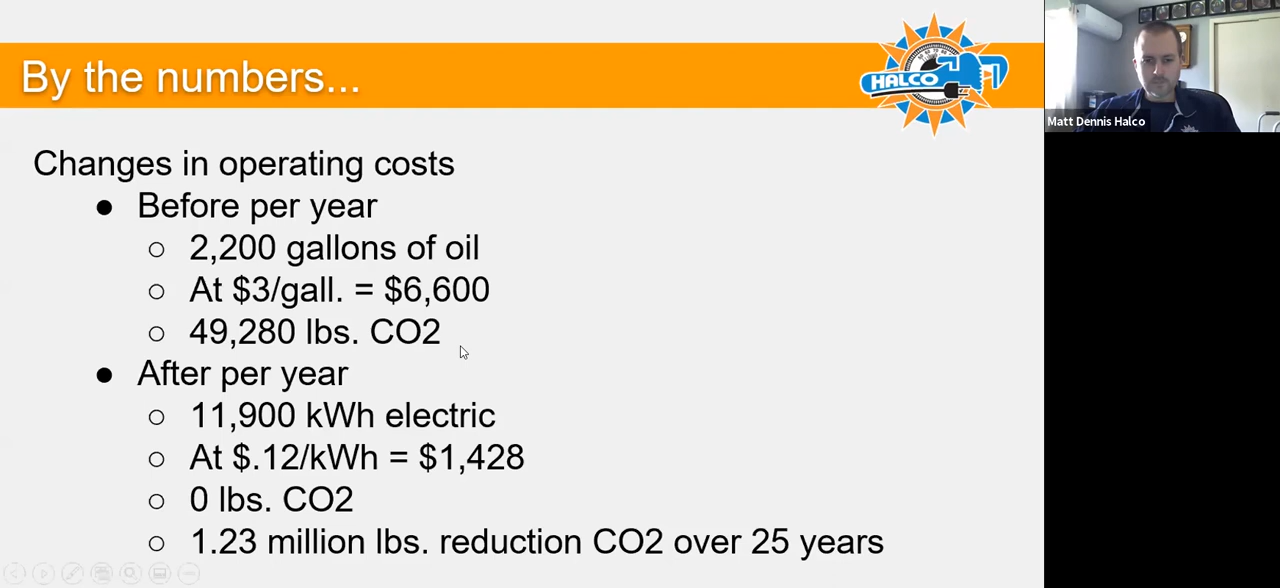 By the numbers...
HALCO
Matt Dennis Halco
Changes in operating costs
● Before per year
○ 2,200 gallons of oil
○ At $3/gall. = $6,600
○ 49,280 lbs. CO2
● After per year
○ 11,900 kWh electric
○ At $.12/kWh = $1,428
○ 0 lbs. CO2
○ 1.23 million lbs. reduction CO2 over 25 years